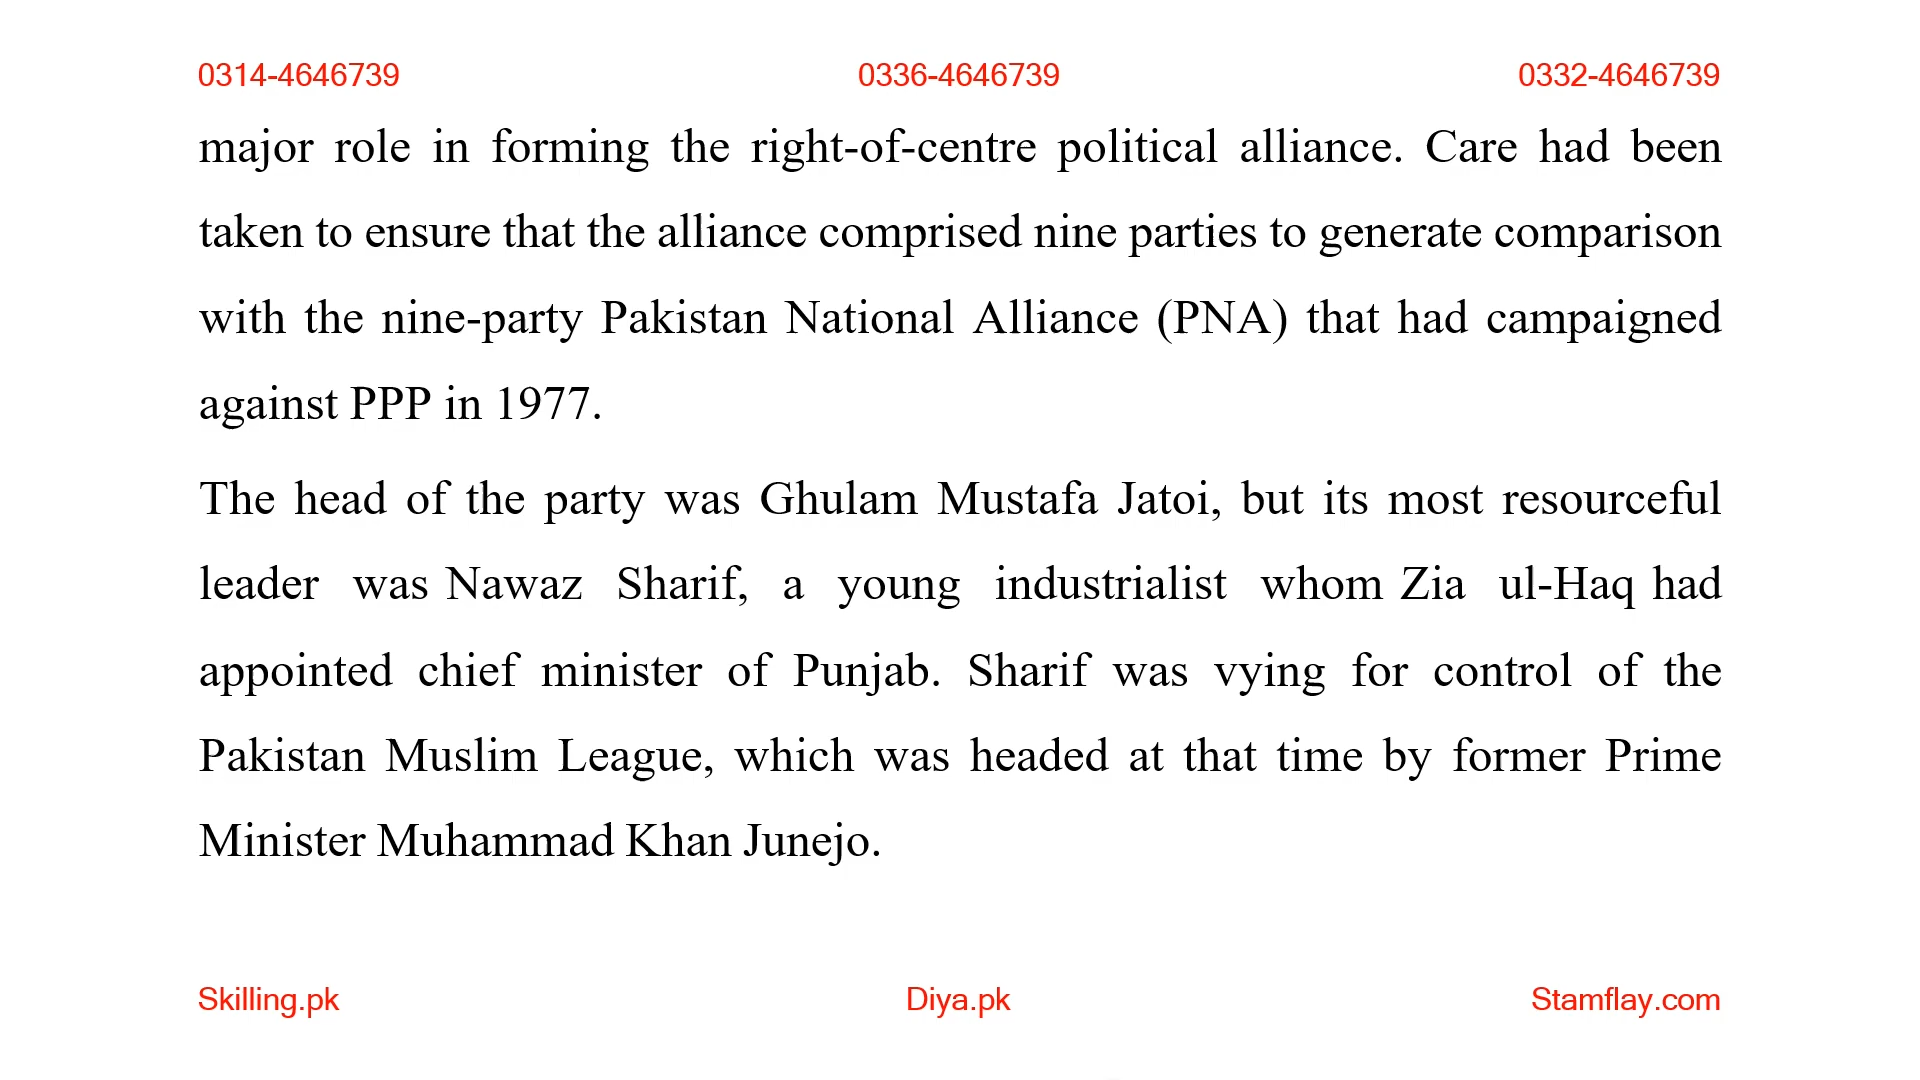 0314-4646739 0336-4646739 0332-4646739
major role in forming the right-of-centre political alliance. Care had been
taken to ensure that the alliance comprised nine parties to generate comparison
with the nine-party Pakistan National Alliance (PNA) that had campaigned
against PPP in 1977.
The head of the party was Ghulam Mustafa Jatoi, but its most resourceful
leader was Nawaz Sharif, a young industrialist whom Zia ul-Haq had
appointed chief minister of Punjab. Sharif was vying for control of the
Pakistan Muslim League, which was headed at that time by former Prime
Minister Muhammad Khan Junejo.
Skilling.pk Diya.pk Stamflay.com